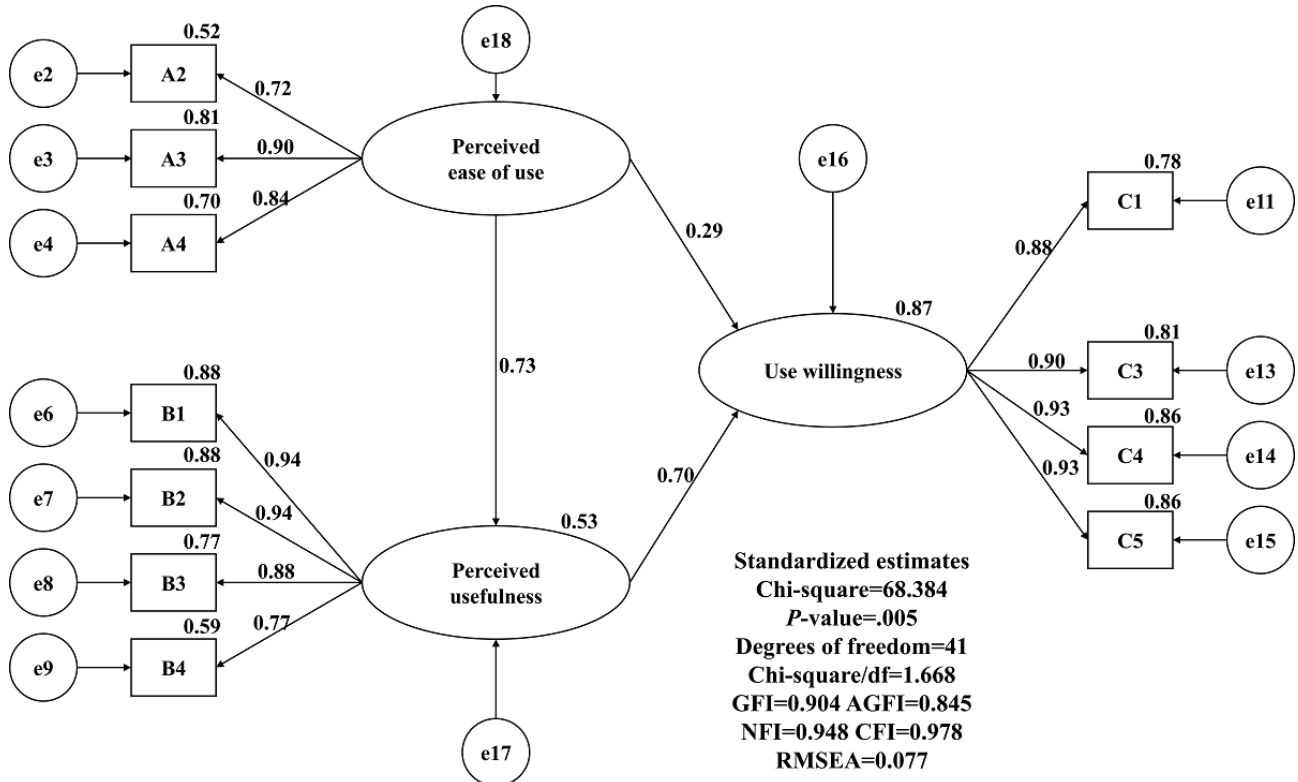 0.52
e18
e2
A2
0.72
0.81
Perceived
ease of use
e3
A3
0.90
e16
0.78
0.70
0.84
C1
e11
e4
A4
0.29
0.88
0.87
0.81
0.73
Use willingness
0.90
C3
e13
0.88
0.93
0.86
e6
B1
C4
e14
0.94
0.70
0.93
0.88
e7
B2
0.94
0.53
0.86
C5
e15
0.77
Perceived
usefulness
e8
B3
0.88
0.59
0.77
e9
B4
Standardized estimates
Chi-square=68.384
P-value=.005
Degrees of freedom=41
Chi-square/df=1.668
GFI=0.904 AGFI=0.845
NFI=0.948 CFI=0.978
RMSEA=0.077
e17